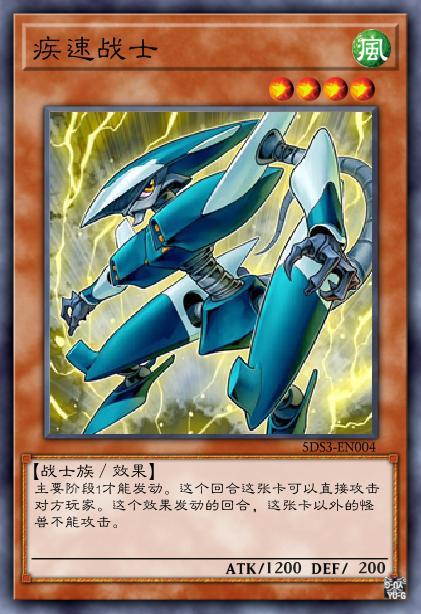 疾速战士
風
5DS3-EN004
【战士族／效果】
主要阶段1才能发动。这个回合这张卡可以直接攻击
对方玩家。这个效果发动的回合，这张卡以外的怪
兽不能攻击。
ATK/1200 DEF/ 200